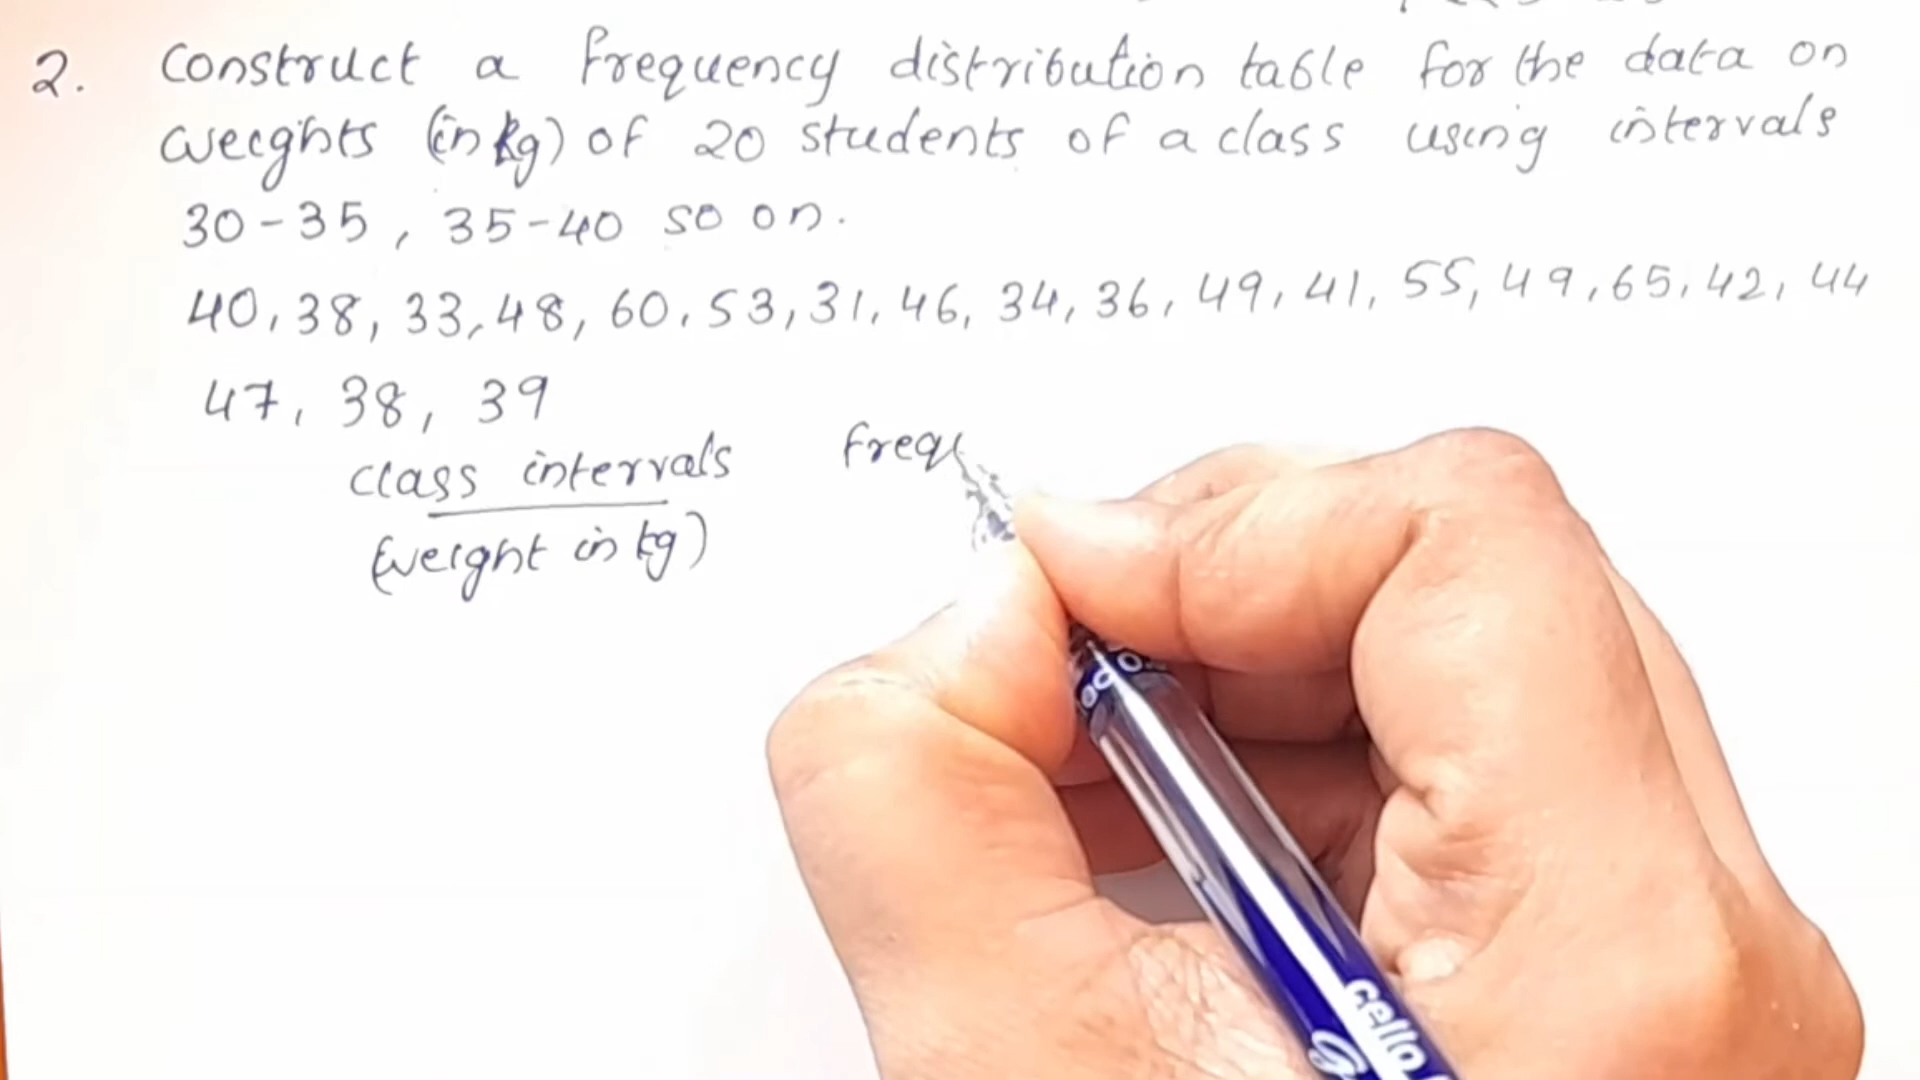 2. Construct a frequency distribution table for the data on
weights (in kg) of 20 students of a class using intervals
30-35, 35-40 so on.
40, 38, 33, 48, 60, 53, 31, 46, 34, 36, 49, 41, 55, 49, 65, 42, 44
47, 38, 39
class intervals frequ
(weight in kg)
cello